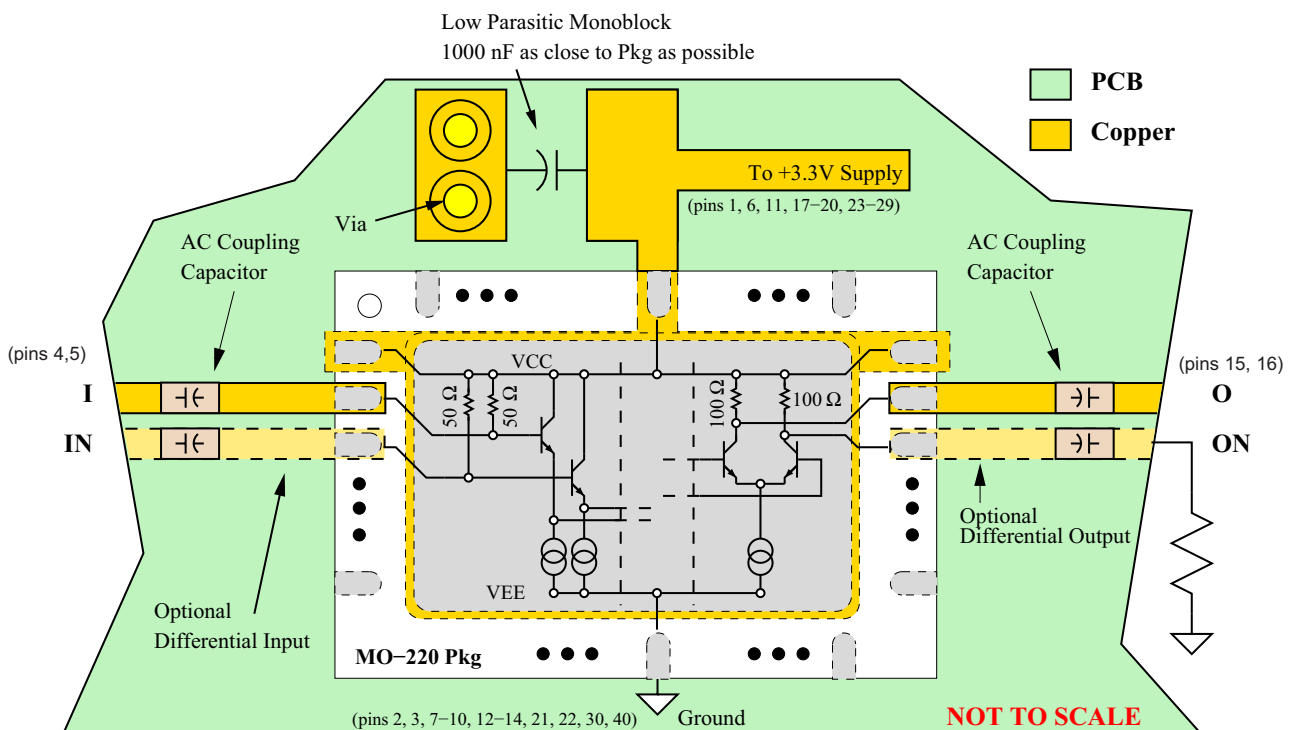 Low Parasitic Monoblock
1000 nF as close to Pkg as possible
PCB
Copper
To +3.3V Supply
(pins 1, 6, 11, 17−20, 23−29)
Via
AC Coupling
Capacitor
AC Coupling
Capacitor
(pins 4,5)
(pins 15, 16)
VCC
I
50 Ω
50 Ω
100 Ω
100 Ω
O
IN
ON
Optional
Differential Output
VEE
Optional
Differential Input
MO−220 Pkg
(pins 2, 3, 7−10, 12−14, 21, 22, 30, 40)
Ground
NOT TO SCALE